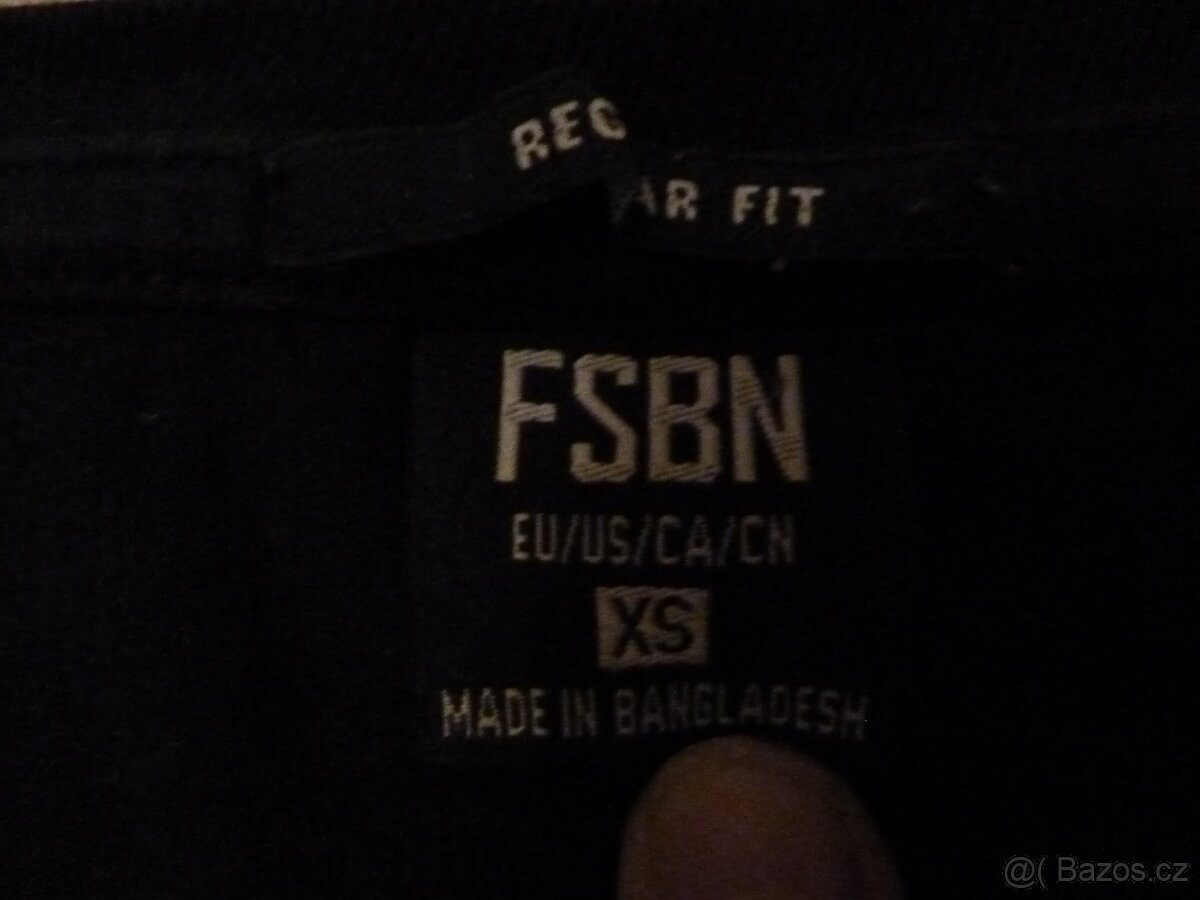 REG
AR FIT
FSBN
EU/US/CA/CN
XS
MADE IN BANGLADESH
@( Bazos.cz